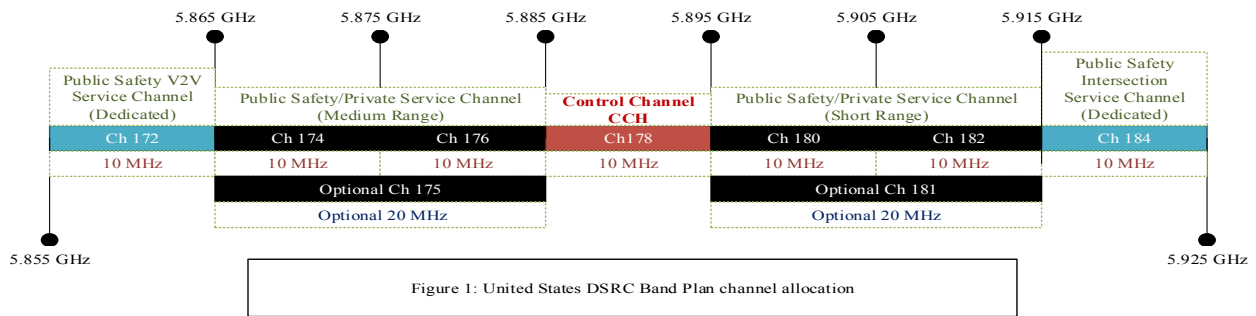 5.865 GHz
5.875 GHz
5.885 GHz
5.895 GHz
5.905 GHz
5.915 GHz
Public Safety V2V
Service Channel
(Dedicated)
Public Safety/Private Service Channel
(Medium Range)
Control Channel
CCH
Public Safety/Private Service Channel
(Short Range)
Public Safety
Intersection
Service Channel
(Dedicated)
Ch 172
Ch 174
Ch 176
Ch178
Ch 180
Ch 182
Ch 184
10 MHz
10 MHz
10 MHz
10 MHz
10 MHz
10 MHz
10 MHz
Optional Ch 175
Optional Ch 181
Optional 20 MHz
Optional 20 MHz
5.855 GHz
5.925 GHz
Figure 1: United States DSRC Band Plan channel allocation